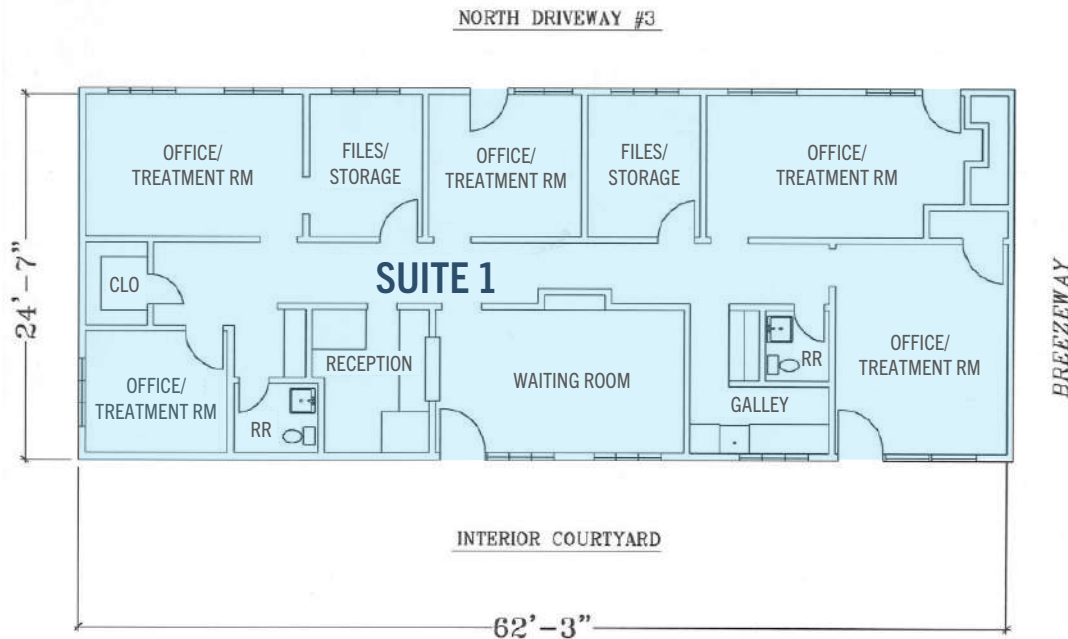 NORTH DRIVEWAY #3
OFFICE/
TREATMENT RM
FILES/
STORAGE
OFFICE/
TREATMENT RM
FILES/
STORAGE
OFFICE/
TREATMENT RM
24'-7"
CLO
SUITE 1
BREEZEWAY
OFFICE/
TREATMENT RM
RR
RECEPTION
WAITING ROOM
GALLEY
RR
OFFICE/
TREATMENT RM
INTERIOR COURTYARD
62'-3"